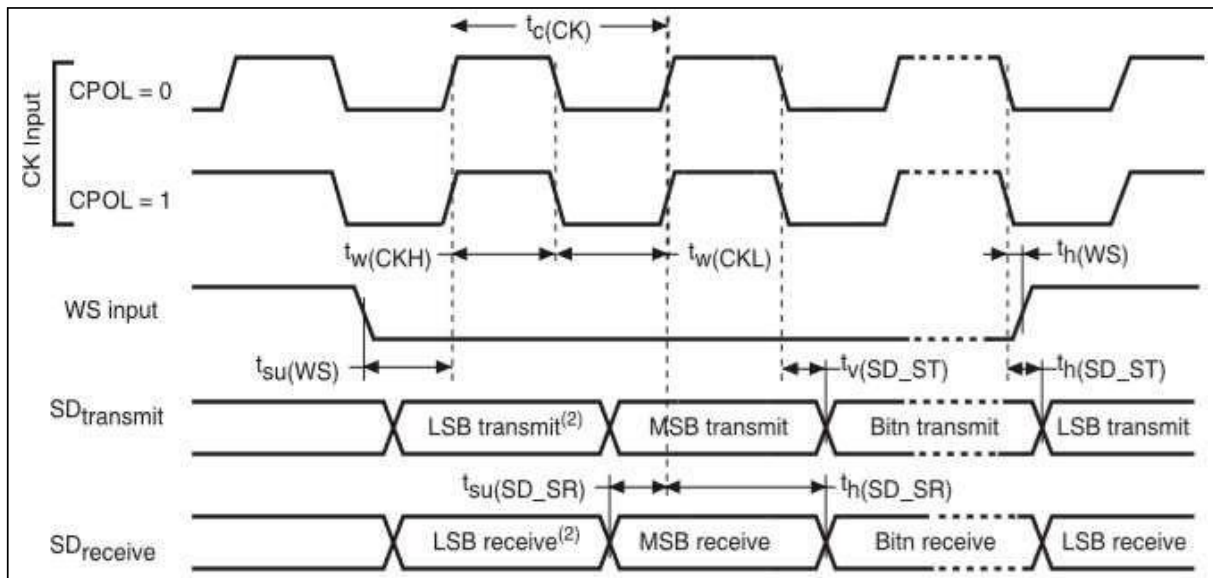 tc(CK)
CK Input
CPOL = 0
CPOL = 1
tw(CKH)
tw(CKL)
th(WS)
WS input
tsu(WS)
tv(SD_ST)
th(SD_ST)
SDtransmit
LSB transmit(2)
MSB transmit
Bitn transmit
LSB transmit
tsu(SD_SR)
th(SD_SR)
SDreceive
LSB receive(2)
MSB receive
Bitn receive
LSB receive